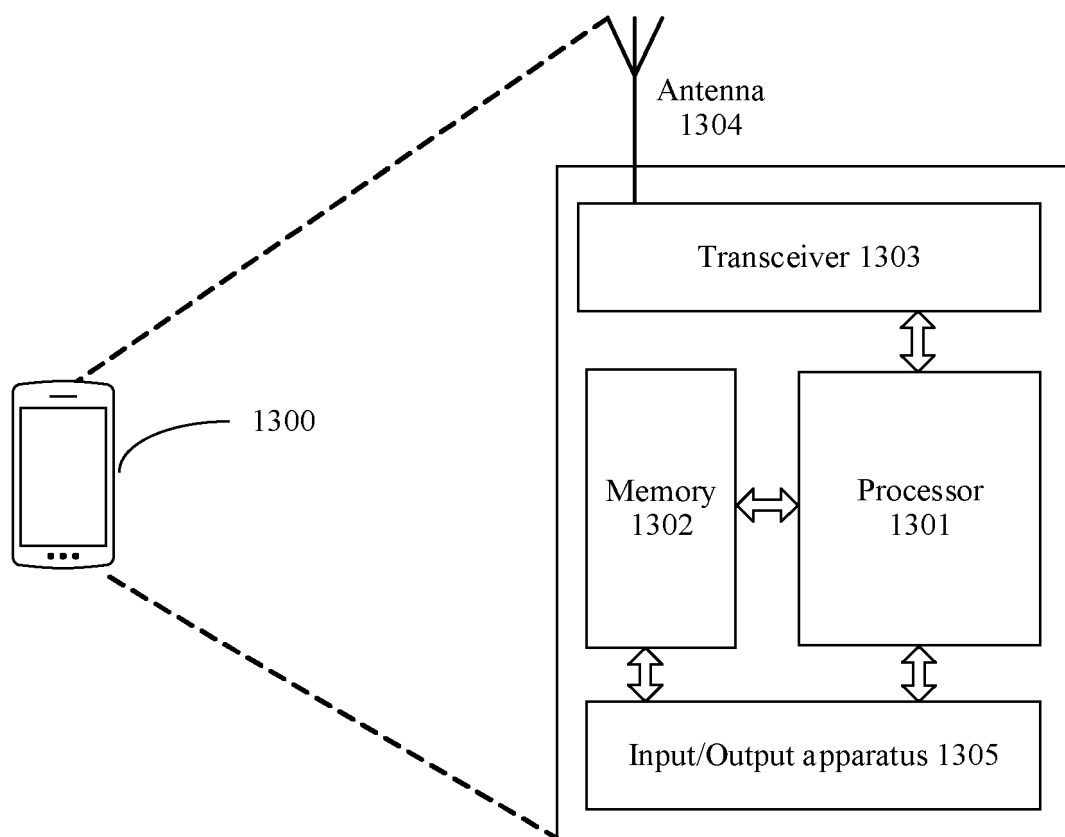 Antenna
1304
Transceiver 1303
1300
Memory
1302
Processor
1301
Input/Output apparatus 1305